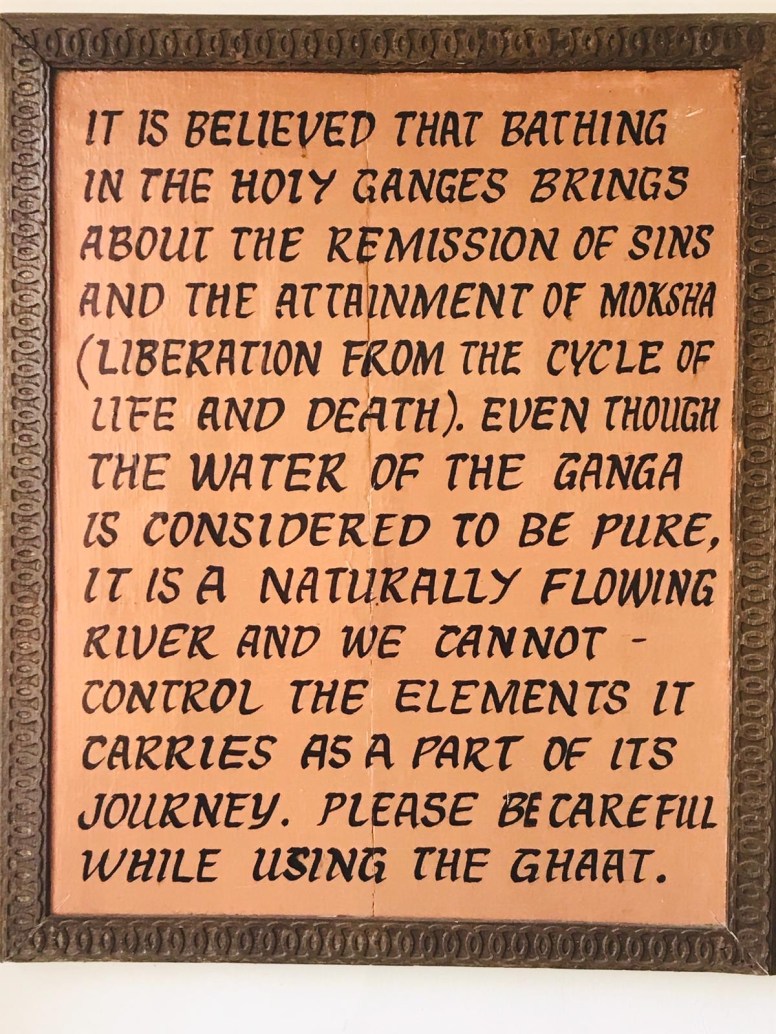 IT IS BELIEVED THAT BATHING
IN THE HOLY GANGES BRINGS
ABOUT THE REMISSION OF SINS
AND THE ATTAINMENT OF MOKSHA
(LIBERATION FROM THE CYCLE OF
LIFE AND DEATH). EVEN THOUGH
THE WATER OF THE GANGA
IS CONSIDERED TO BE PURE,
IT IS A NATURALLY FLOWING
RIVER AND WE CANNOT -
CONTROL THE ELEMENTS IT
CARRIES AS A PART OF ITS
JOURNEY. PLEASE BE CAREFUL
WHILE USING THE GHAAT.